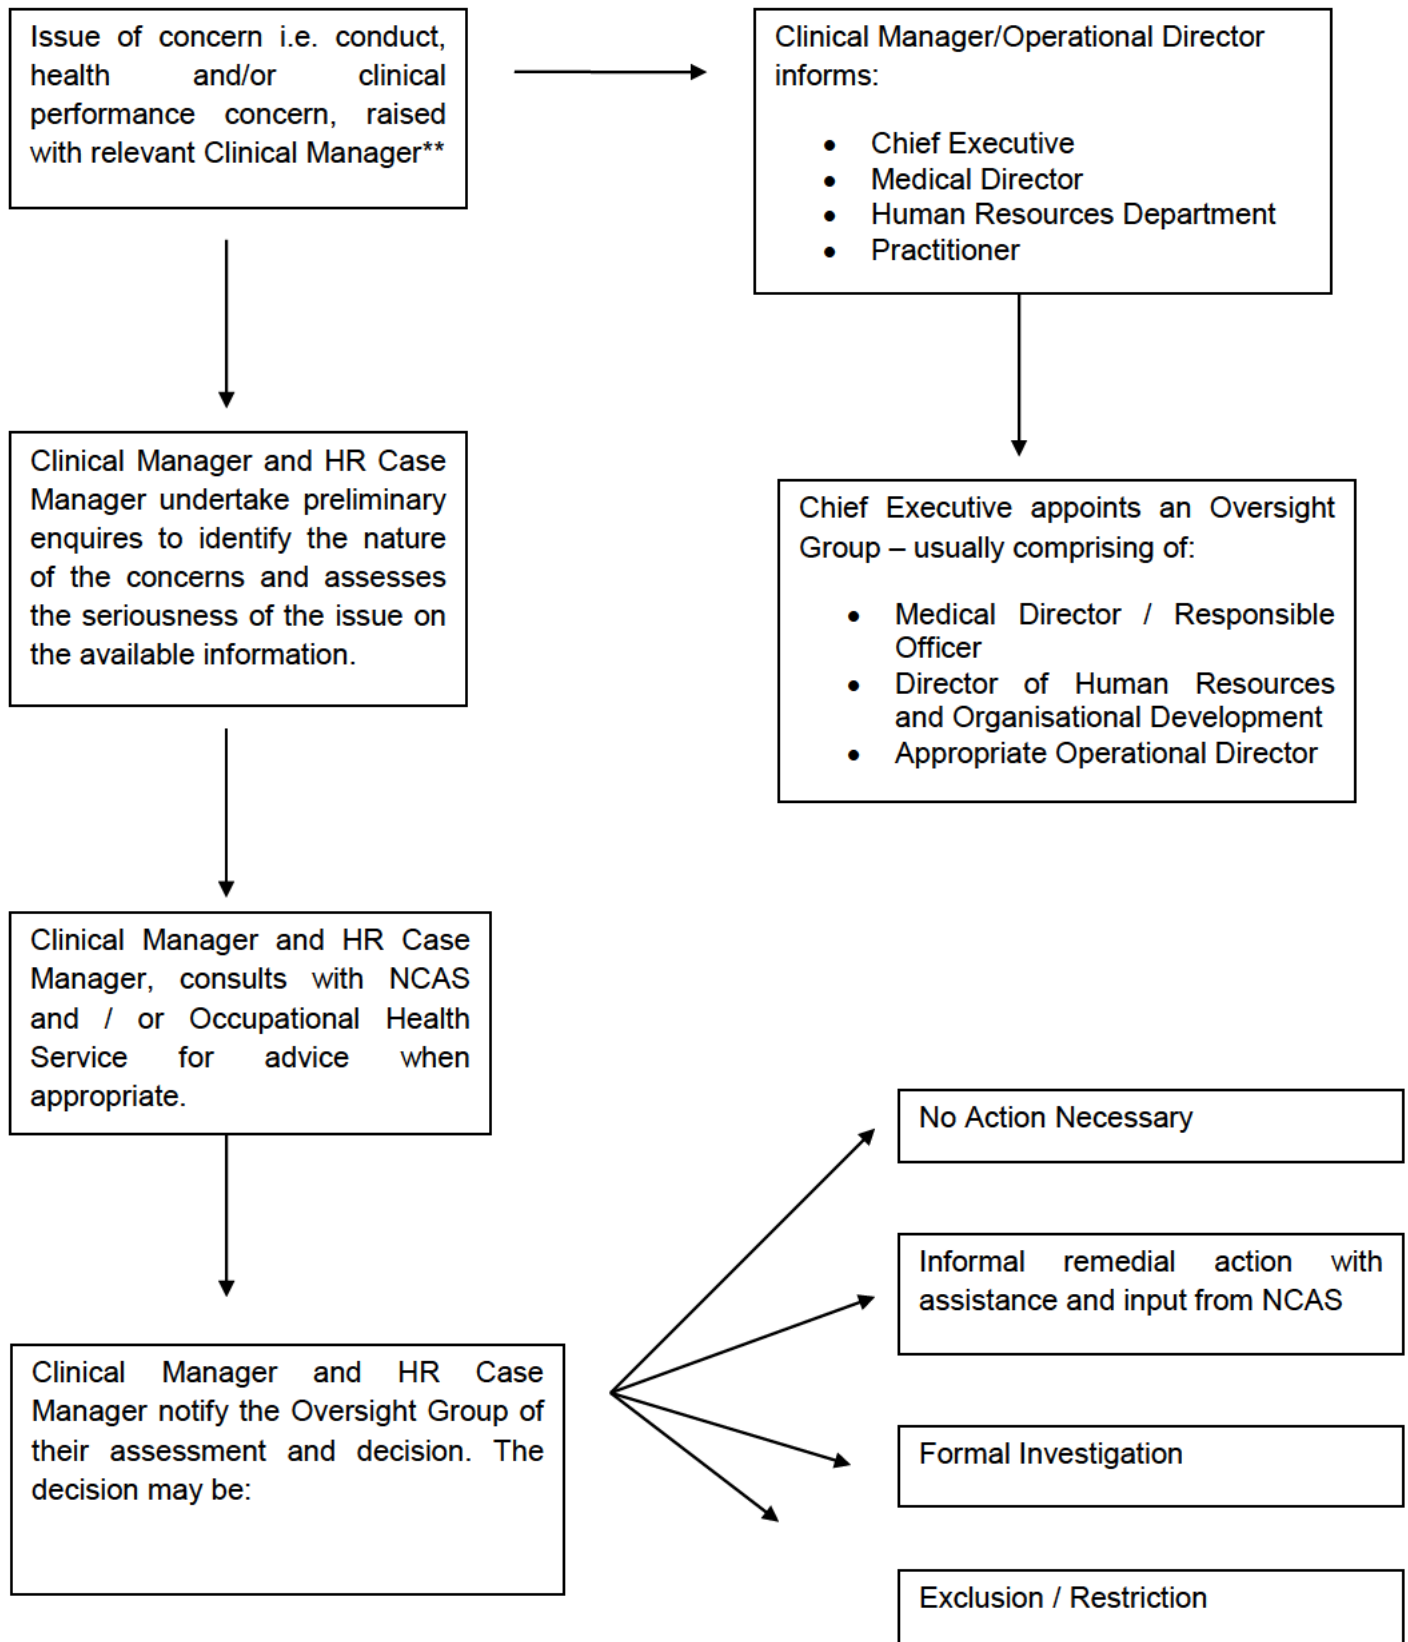 Issue of concern i.e. conduct,
health and/or clinical
performance concern, raised
with relevant Clinical Manager**
Clinical Manager/Operational Director
informs:
• Chief Executive
• Medical Director
• Human Resources Department
• Practitioner
Clinical Manager and HR Case
Manager undertake preliminary
enquires to identify the nature
of the concerns and assesses
the seriousness of the issue on
the available information.
Chief Executive appoints an Oversight
Group – usually comprising of:
• Medical Director / Responsible
Officer
• Director of Human Resources
and Organisational Development
• Appropriate Operational Director
Clinical Manager and HR Case
Manager, consults with NCAS
and / or Occupational Health
Service for advice when
appropriate.
Clinical Manager and HR Case
Manager notify the Oversight Group of
their assessment and decision. The
decision may be:
No Action Necessary
Informal remedial action with
assistance and input from NCAS
Formal Investigation
Exclusion / Restriction